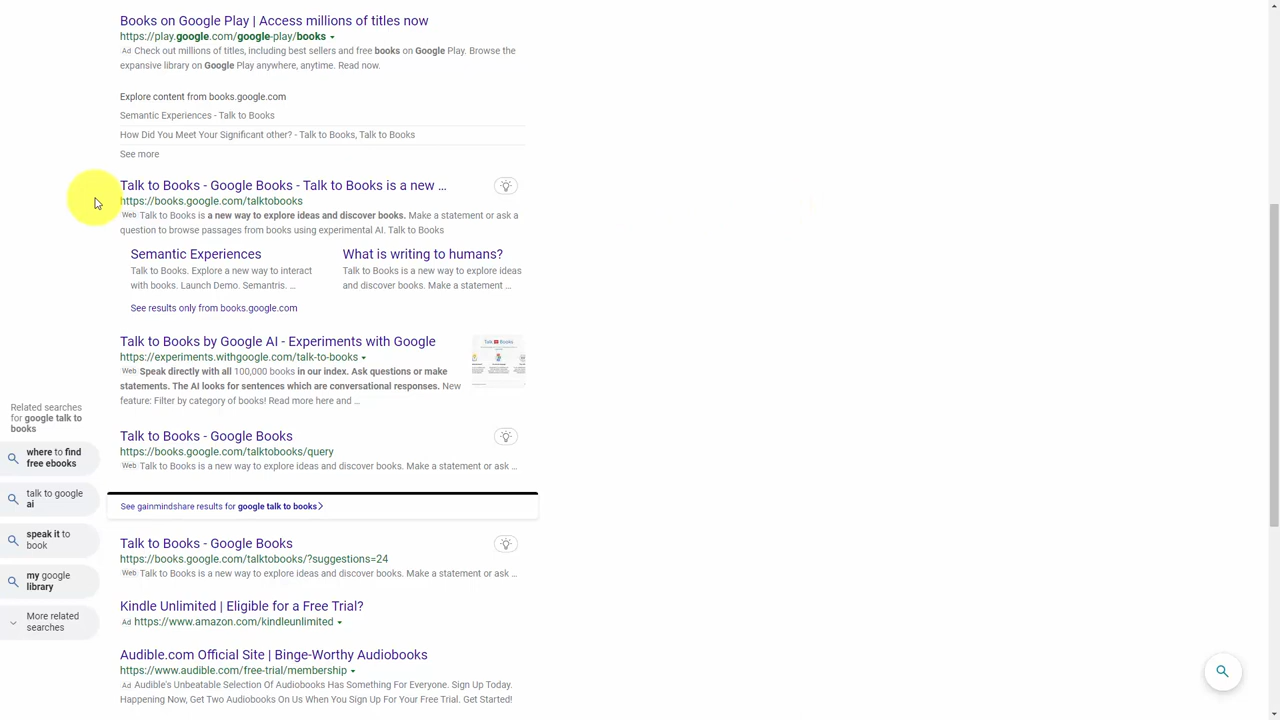 Books on Google Play | Access millions of titles now
https://play.google.com/google-play/books
Ad Check out millions of titles, including best sellers and free books on Google Play. Browse the
expansive library on Google Play anywhere, anytime. Read now.
Explore content from books.google.com
Semantic Experiences - Talk to Books
How Did You Meet Your Significant other? - Talk to Books, Talk to Books
See more
Talk to Books - Google Books - Talk to Books is a new ...
https://books.google.com/talktobooks
Web Talk to Books is a new way to explore ideas and discover books. Make a statement or ask a
question to browse passages from books using experimental AI. Talk to Books
Semantic Experiences
Talk to Books. Explore a new way to interact
with books. Launch Demo. Semantris. ...
What is writing to humans?
Talk to Books is a new way to explore ideas
and discover books. Make a statement ...
See results only from books.google.com
Talk to Books by Google AI - Experiments with Google
https://experiments.withgoogle.com/talk-to-books
Talk Books
Web Speak directly with all 100,000 books in our index. Ask questions or make
statements. The AI looks for sentences which are conversational responses. New
feature: Filter by category of books! Read more here and ...
Talk to Books - Google Books
https://books.google.com/talktobooks/query
Web Talk to Books is a new way to explore ideas and discover books. Make a statement or ask ...
See gainmindshare results for google talk to books
Talk to Books - Google Books
https://books.google.com/talktobooks/?suggestions=24
Web Talk to Books is a new way to explore ideas and discover books. Make a statement or ask ...
Kindle Unlimited | Eligible for a Free Trial?
Ad https://www.amazon.com/kindleunlimited
Audible.com Official Site | Binge-Worthy Audiobooks
https://www.audible.com/free-trial/membership
Ad Audible's Unbeatable Selection Of Audiobooks Has Something For Everyone. Sign Up Today.
Happening Now, Get Two Audiobooks On Us When You Sign Up For Your Free Trial. Get Started!
Related searches
for google talk to
books
where to find
free ebooks
talk to google
ai
speak it to
book
my google
library
More related
searches